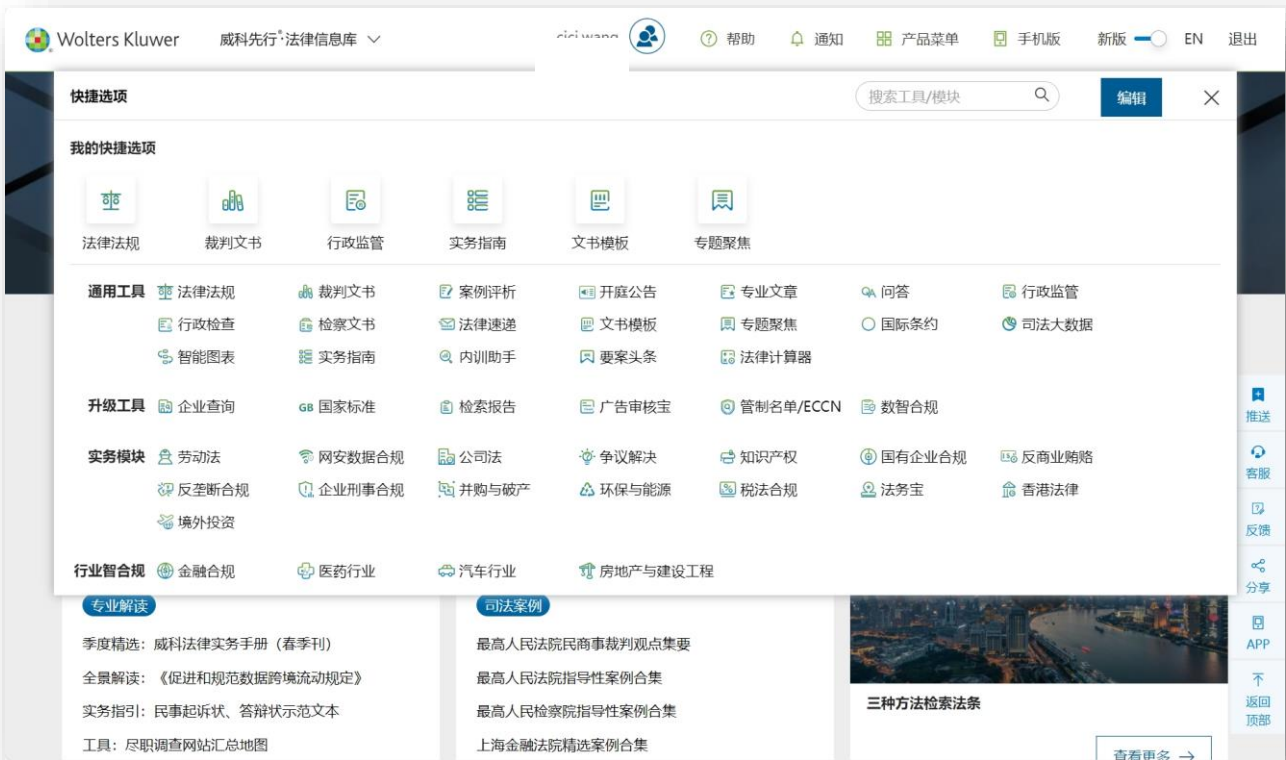 Wolters Kluwer 威科先行®·法律信息库 帮助 通知 产品菜单 手机版 新版 EN 退出
快捷选项 搜索工具/模块 编辑
我的快捷选项
法律法规 裁判文书 行政监管 实务指南 文书模板 专题聚焦
通用工具 法律法规 裁判文书 案例评析 开庭公告 专业文章 QA 问答 行政监管
行政检查 检察文书 法律速递 文书模板 专题聚焦 国际条约 司法大数据
智能图表 实务指南 内训助手 要案头条 法律计算器
升级工具 企业查询 GB 国家标准 检索报告 广告审核宝 管制名单/ECCN 数智合规
实务模块 劳动法 网安数据合规 公司法 争议解决 知识产权 国有企业合规 反商业贿赂
反垄断合规 企业刑事合规 并购与破产 环保与能源 税法合规 法务宝 香港法律
境外投资
行业智合规 金融合规 医药行业 汽车行业 房地产与建设工程
专业解读
季度精选：威科法律实务手册（春季刊）
全景解读：《促进和规范数据跨境流动规定》
实务指引：民事起诉状、答辩状示范文本
工具：尽职调查网站汇总地图
司法案例
最高人民法院民商事裁判观点集要
最高人民法院指导性案例合集
最高人民检察院指导性案例合集
上海金融法院精选案例合集
三种方法检索法条
查看更多 →
推送
客服
反馈
分享
APP
返回
顶部